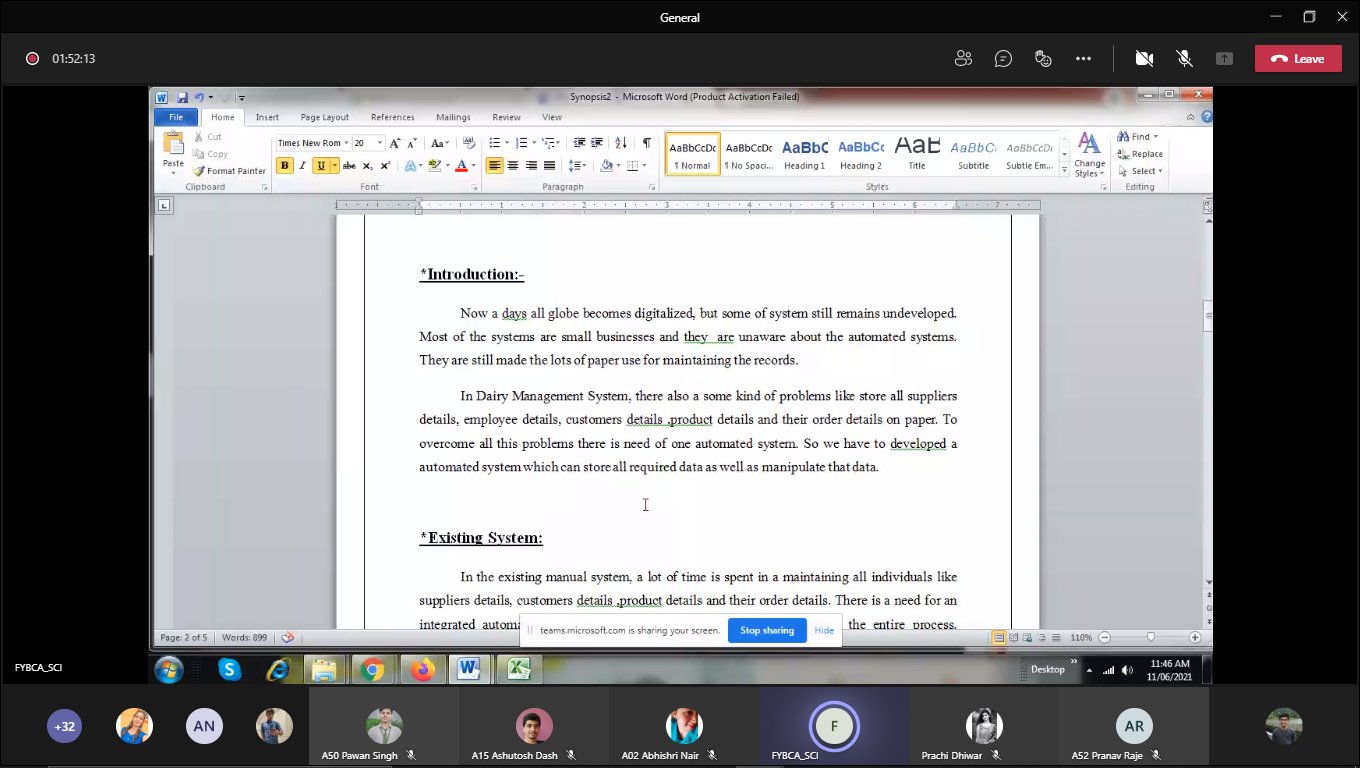 General
01:52:13
Leave
Synopsis2 - Microsoft Word (Product Activation Failed)
File Home Insert Page Layout References Mailings Review View
Paste
Cut
Copy
Format Painter
Clipboard
Times New Rom 20
Font
Paragraph
AaBbCcDc AaBbCcDc AaBbC AaBbCc AaB AaBbCc. AaBbCcDc
¶ Normal ¶ No Spaci... Heading 1 Heading 2 Title Subtitle Subtle Em...
Styles
Change Styles
Find
Replace
Select
Editing
*Introduction:-
Now a days all globe becomes digitalized, but some of system still remains undeveloped.
Most of the systems are small businesses and they are unaware about the automated systems.
They are still made the lots of paper use for maintaining the records.
In Dairy Management System, there also a some kind of problems like store all suppliers
details, employee details, customers details ,product details and their order details on paper. To
overcome all this problems there is need of one automated system. So we have to developed a
automated system which can store all required data as well as manipulate that data.
*Existing System:
In the existing manual system, a lot of time is spent in a maintaining all individuals like
suppliers details, customers details ,product details and their order details. There is a need for an
integrated automa the entire process.
teams.microsoft.com is sharing your screen. Stop sharing Hide
Page: 2 of 5 Words: 899 110%
Desktop
11:46 AM
11/06/2021
FYBCA_SCI
+32 AN F AR
A50 Pawan Singh A15 Ashutosh Dash A02 Abhishri Nair FYBCA_SCI Prachi Dhiwar A52 Pranav Raje